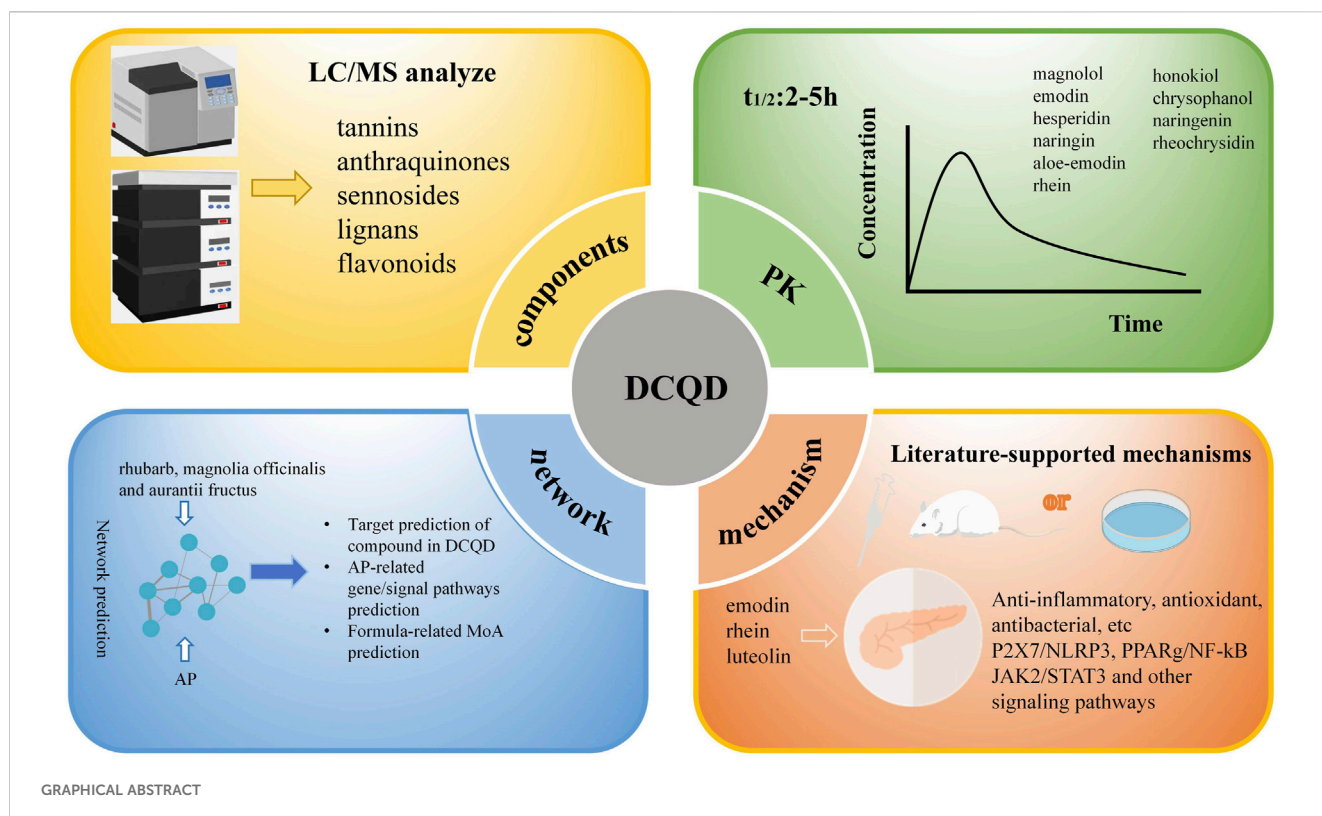 LC/MS analyze
tannins
anthraquinones
sennosides
lignans
flavonoids
components
t1/2:2-5h
magnolol
emodin
hesperidin
naringin
aloe-emodin
rhein
honokiol
chrysophanol
naringenin
rheochrysidin
Concentration
Time
PK
DCQD
network
rhubarb, magnolia officinalis
and aurantii fructus
Network prediction
AP
• Target prediction of
compound in DCQD
• AP-related
gene/signal pathways
prediction
• Formula-related MoA
prediction
mechanism
Literature-supported mechanisms
or
emodin
rhein
luteolin
Anti-inflammatory, antioxidant,
antibacterial, etc
P2X7/NLRP3, PPARg/NF-kB
JAK2/STAT3 and other
signaling pathways
GRAPHICAL ABSTRACT